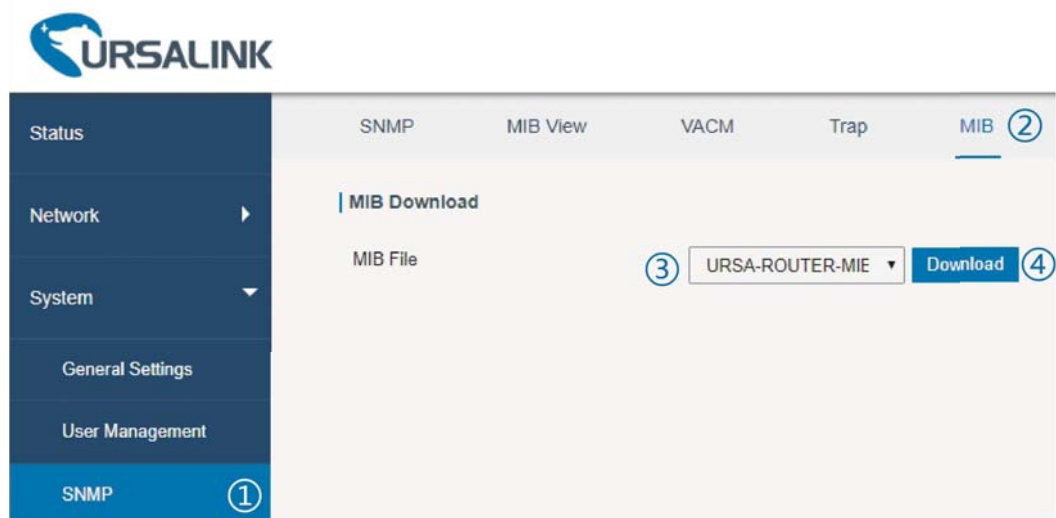 URSALINK
Status
SNMP MIB View VACM Trap MIB ②
Network
MIB Download
MIB File ③ URSA-ROUTER-MIE Download ④
System
General Settings
User Management
SNMP ①